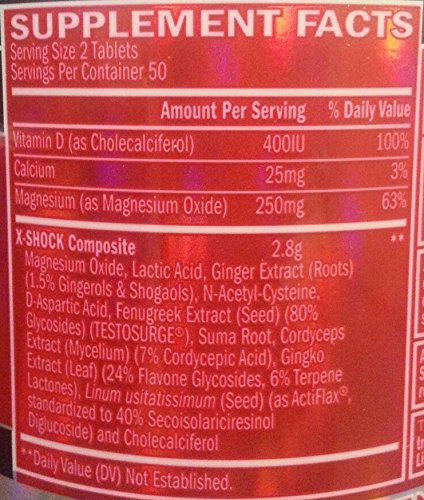 SUPPLEMENT FACTS
Serving Size 2 Tablets
Servings Per Container 50
Amount Per Serving % Daily Value
Vitamin D (as Cholecalciferol) 400IU 100%
Calcium 25mg 3%
Magnesium (as Magnesium Oxide) 250mg 63%
X-SHOCK Composite 2.8g **
Magnesium Oxide, Lactic Acid, Ginger Extract (Roots)
(1.5% Gingerols & Shogaols), N-Acetyl-Cysteine,
D-Aspartic Acid, Fenugreek Extract (Seed) (80%
Glycosides) (TESTOSURGE®), Suma Root, Cordyceps
Extract (Mycelium) (7% Cordycepic Acid), Gingko
Extract (Leaf) (24% Flavone Glycosides, 6% Terpene
Lactones), Linum usitatissimum (Seed) (as ActiFlax®,
standardized to 40% Secoisolariciresinol
Diglucoside) and Cholecalciferol
**Daily Value (DV) Not Established.